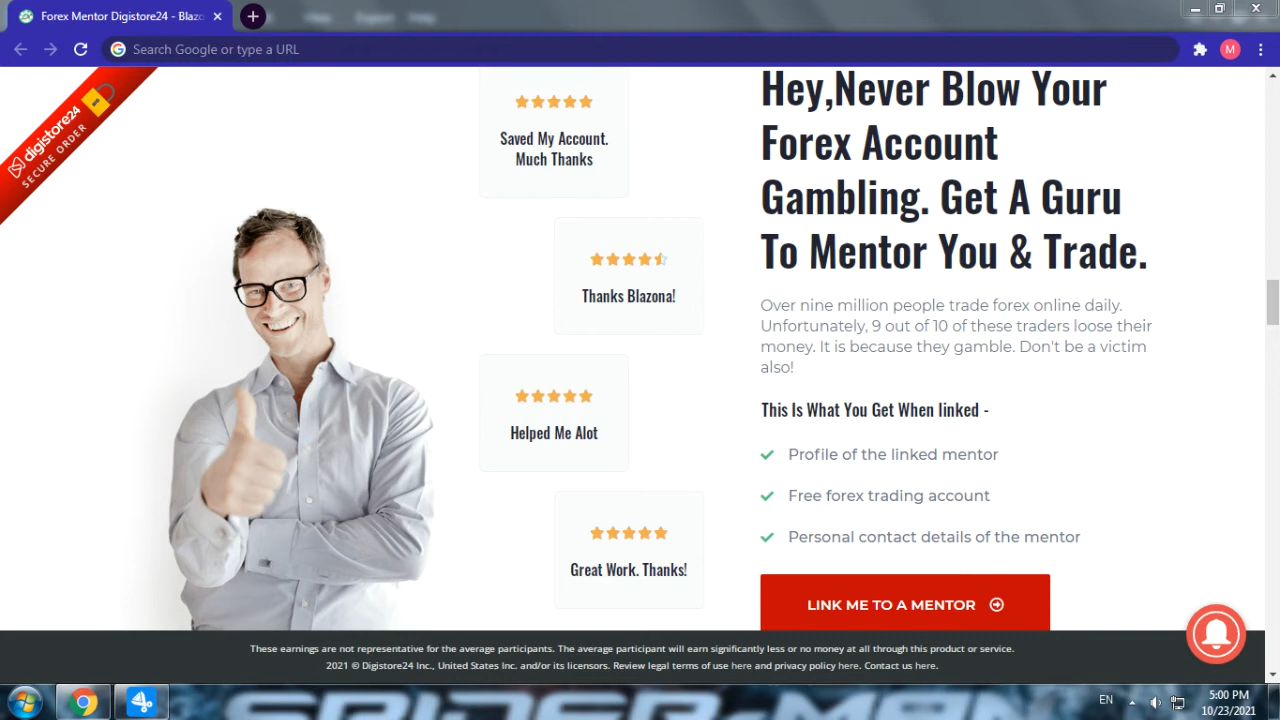 Forex Mentor Digistore24 - Blazo
View Export Help
Search Google or type a URL
M
digistore24
SECURE ORDER
Saved My Account.
Much Thanks
Thanks Blazona!
Helped Me Alot
Great Work. Thanks!
Hey,Never Blow Your
Forex Account
Gambling. Get A Guru
To Mentor You & Trade.
Over nine million people trade forex online daily.
Unfortunately, 9 out of 10 of these traders loose their
money. It is because they gamble. Don't be a victim
also!
This Is What You Get When linked -
Profile of the linked mentor
Free forex trading account
Personal contact details of the mentor
LINK ME TO A MENTOR
These earnings are not representative for the average participants. The average participant will earn significantly less or no money at all through this product or service.
2021 © Digistore24 Inc., United States Inc. and/or its licensors. Review legal terms of use here and privacy policy here. Contact us here.
SPIDER-MAN
EN
5:00 PM
10/23/2021